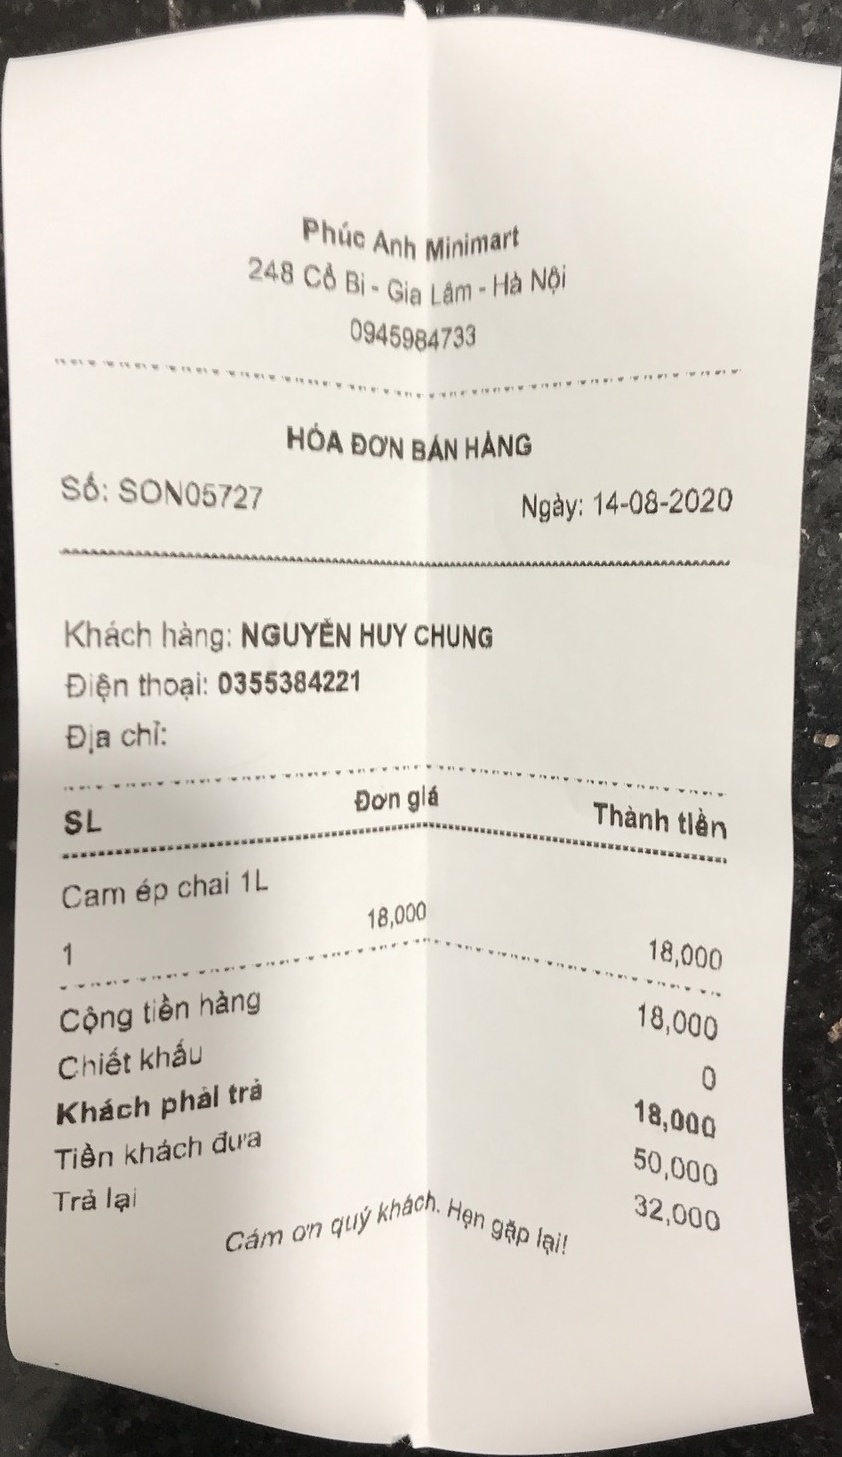 Phúc Anh Minimart
248 Cổ Bi - Gia Lâm - Hà Nội
0945984733
HÓA ĐƠN BÁN HÀNG
Số: SON05727 Ngày: 14-08-2020
Khách hàng: NGUYỄN HUY CHUNG
Điện thoại: 0355384221
Địa chỉ:
SL Đơn giá Thành tiền
Cam ép chai 1L
1 18,000 18,000
Cộng tiền hàng 18,000
Chiết khấu 0
Khách phải trả 18,000
Tiền khách đưa 50,000
Trả lại 32,000
Cám ơn quý khách. Hẹn gặp lại!